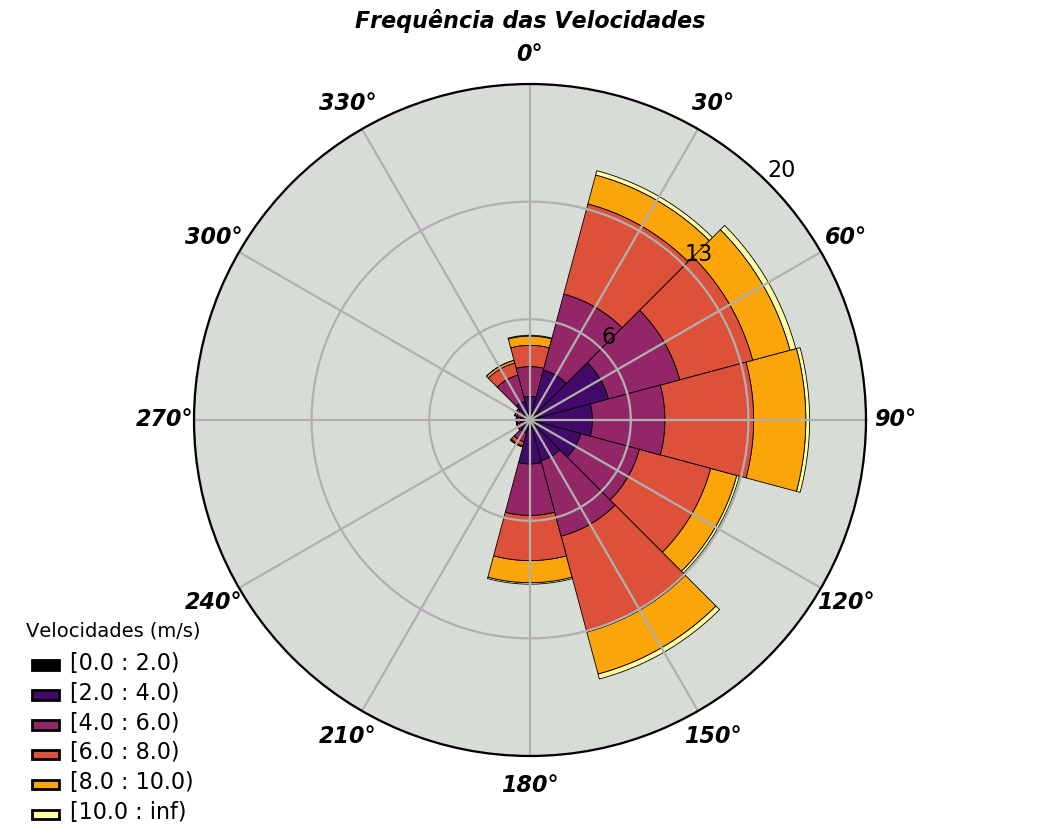 Frequência das Velocidades
0°
330°
30°
20
300°
60°
13
6
270°
90°
240°
120°
210°
150°
180°
Velocidades (m/s)
[0.0 : 2.0)
[2.0 : 4.0)
[4.0 : 6.0)
[6.0 : 8.0)
[8.0 : 10.0)
[10.0 : inf)